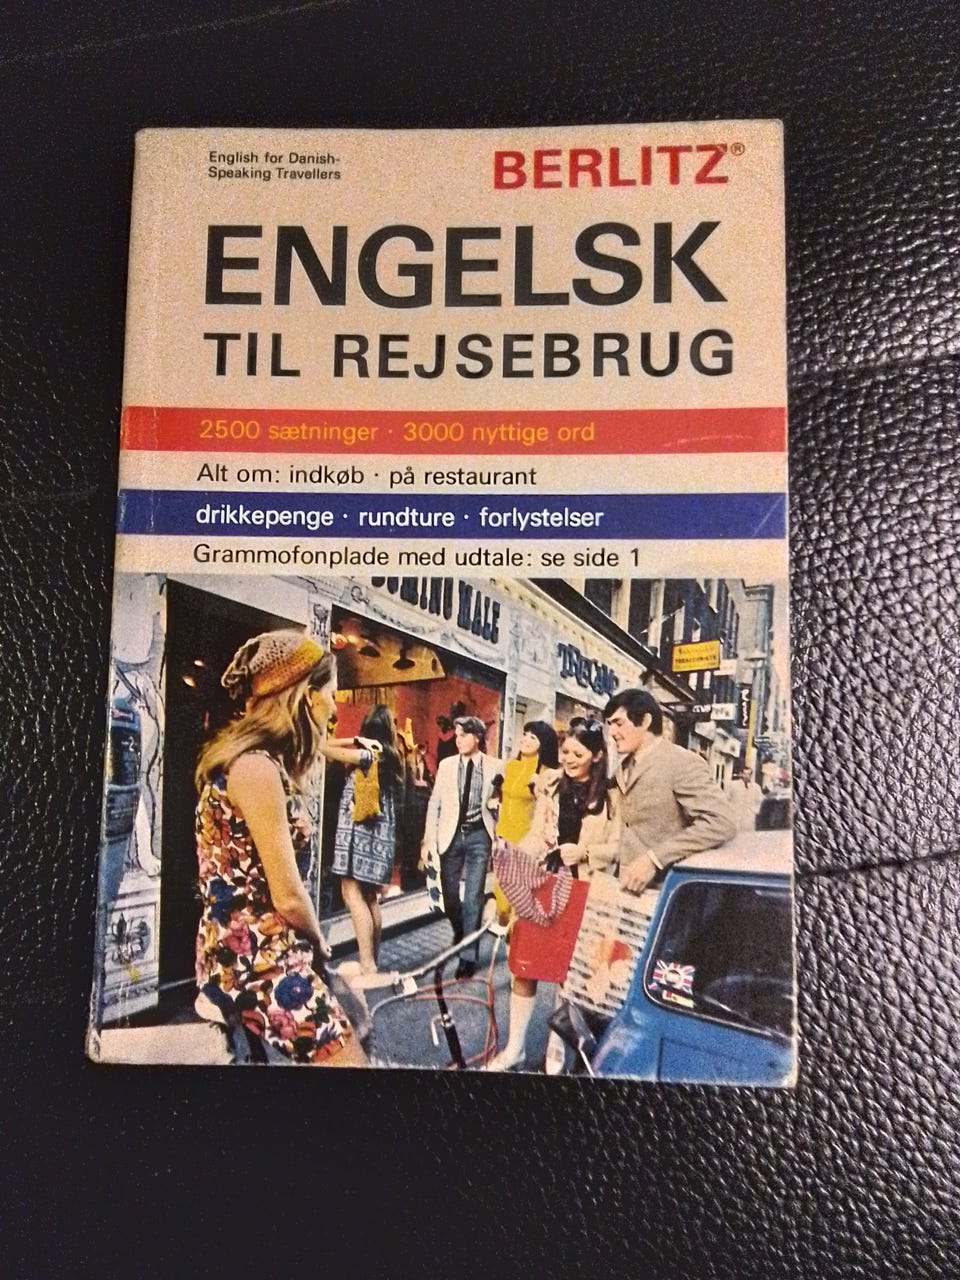 English for Danish-
Speaking Travellers
BERLITZ®
ENGELSK
TIL REJSEBRUG
2500 sætninger · 3000 nyttige ord
Alt om: indkøb · på restaurant
drikkepenge · rundture · forlystelser
Grammofonplade med udtale: se side 1
MALE